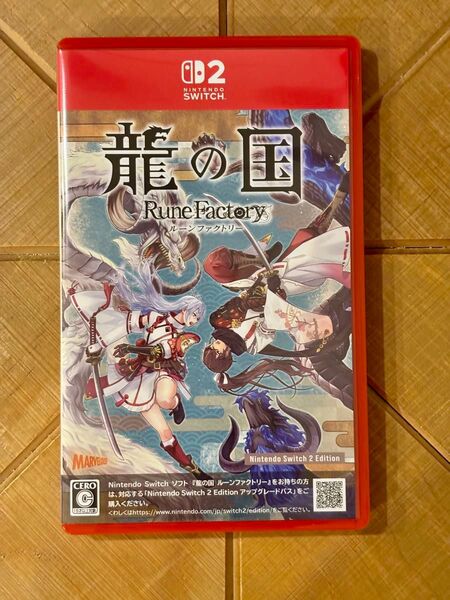 2
NINTENDO
SWITCH
龍の国
Rune Factory
ルーンファクトリー
Nintendo Switch 2 Edition
MARVELOUS
CERO
C
Nintendo Switch ソフト 『龍の国 ルーンファクトリー』をお持ちの方
は、対応する「Nintendo Switch 2 Edition アップグレードパス」をご
購入ください。
くわしくはhttps://www.nintendo.com/jp/switch2/edition/をご覧ください。